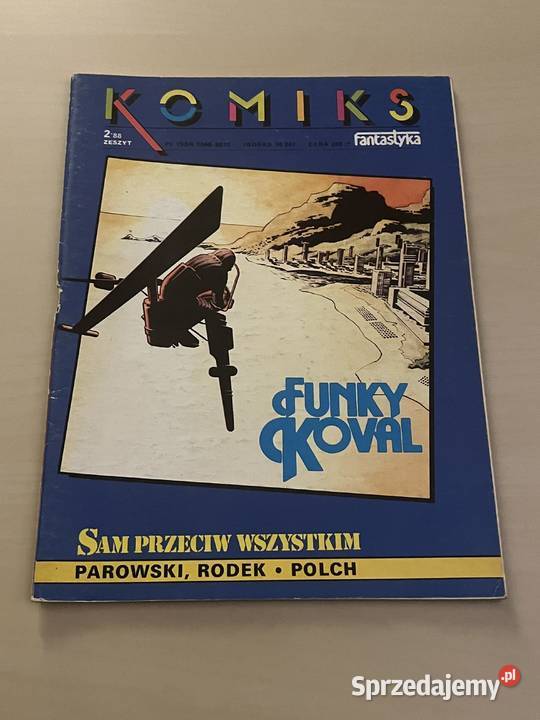 KOMIKS
2'88
ZESZYT
fantastyka
FUNKY
KOVAL
SAM PRZECIW WSZYSTKIM
PAROWSKI, RODEK • POLCH
Sprzedajemy.pl